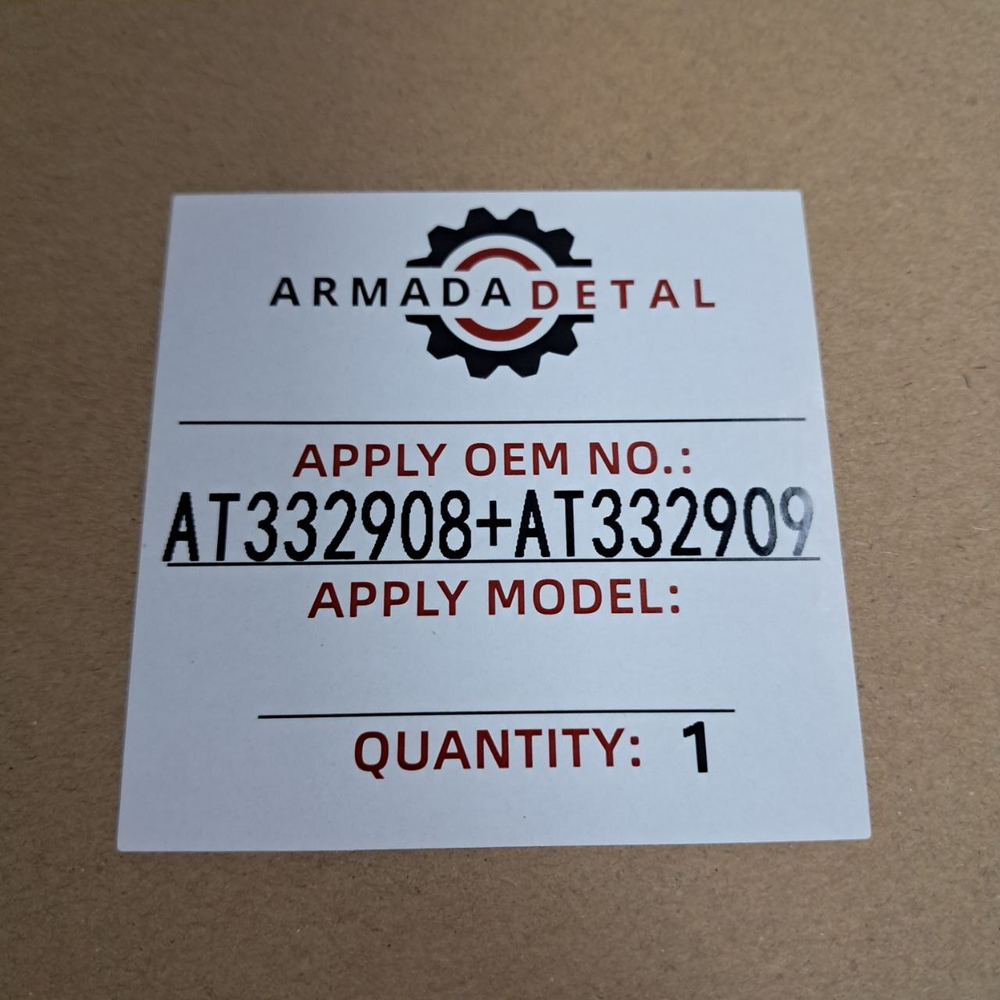 ARMADA DETAL
APPLY OEM NO.:
AT332908+AT332909
APPLY MODEL:
QUANTITY: 1